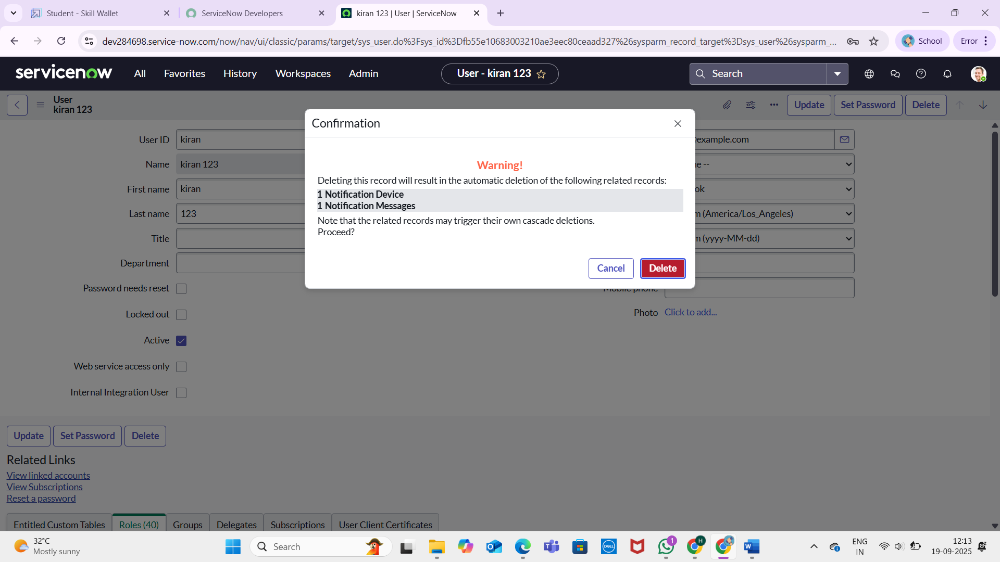 Student - Skill Wallet
ServiceNow Developers
kiran 123 | User | ServiceNow
dev284698.service-now.com/now/nav/ui/classic/params/target/sys_user.do%3Fsys_id%3Dfb55e10683003210ae3eec80ceaad327%26sysparm_record_target%3Dsys_user%26sysparm_...
School
Error
servicenow
All
Favorites
History
Workspaces
Admin
User - kiran 123
Search
User
kiran 123
Update
Set Password
Delete
Confirmation
Warning!
Deleting this record will result in the automatic deletion of the following related records:
1 Notification Device
1 Notification Messages
Note that the related records may trigger their own cascade deletions.
Proceed?
Cancel
Delete
User ID
kiran
Name
kiran 123
First name
kiran
Last name
123
Title
Department
Password needs reset
Locked out
Active
Web service access only
Internal Integration User
example.com
(America/Los_Angeles)
(yyyy-MM-dd)
Mobile phone
Photo
Click to add...
Update
Set Password
Delete
Related Links
View linked accounts
View Subscriptions
Reset a password
Entitled Custom Tables
Roles (40)
Groups
Delegates
Subscriptions
User Client Certificates
32°C
Mostly sunny
Search
DELL
1
H
ENG
IN
12:13
19-09-2025